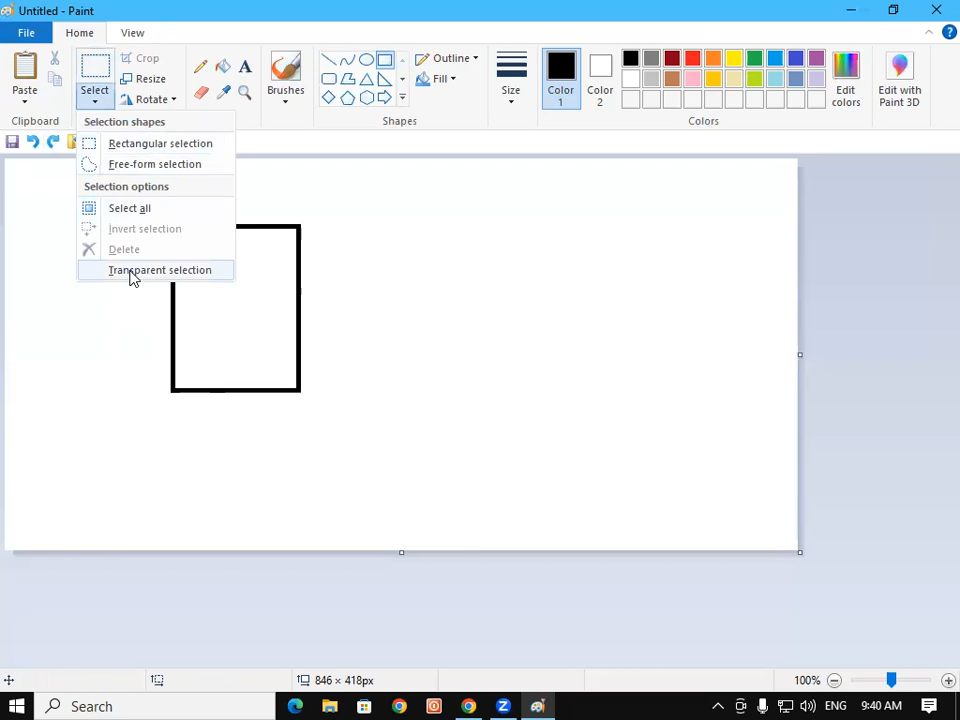 Untitled - Paint
File
Home
View
Paste
Clipboard
Select
Crop
Resize
Rotate
Brushes
Outline
Fill
Shapes
Size
Color
1
Color
2
Edit
colors
Edit with
Paint 3D
Colors
Selection shapes
Rectangular selection
Free-form selection
Selection options
Select all
Invert selection
Delete
Transparent selection
846 × 418px
100%
Search
ENG
9:40 AM